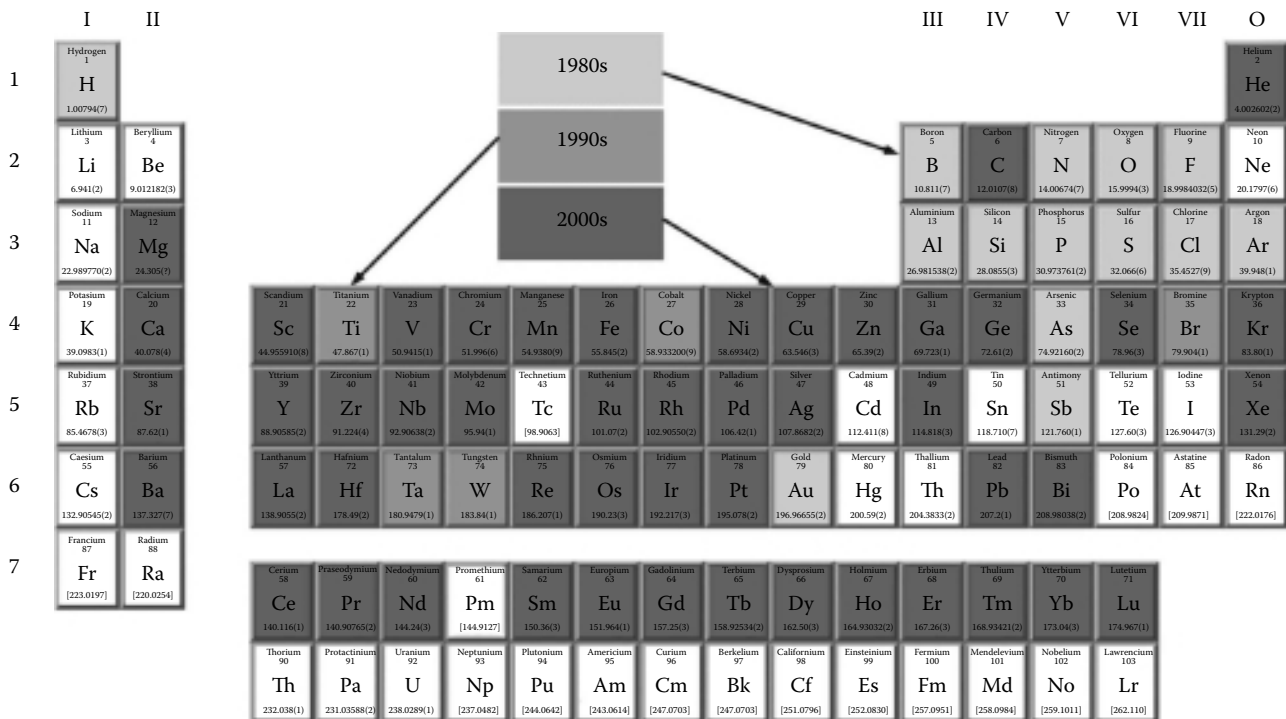 I II III IV V VI VII O
Hydrogen Helium
1 2
1 H 1980s He
1.00794(7) 4.002602(2)
Lithium Beryllium Boron Carbon Nitrogen Oxygen Fluorine Neon
3 4 5 6 7 8 9 10
2 Li Be 1990s B C N O F Ne
6.941(2) 9.012182(3) 10.811(7) 12.0107(8) 14.00674(7) 15.9994(3) 18.9984032(5) 20.1797(6)
Sodium Magnesium Aluminium Silicon Phosphorus Sulfur Chlorine Argon
11 12 13 14 15 16 17 18
3 Na Mg 2000s Al Si P S Cl Ar
22.989770(2) 24.305(?) 26.981538(2) 28.0855(3) 30.973761(2) 32.066(6) 35.4527(9) 39.948(1)
Potasium Calcium Scandium Titanium Vanadium Chromium Manganese Iron Cobalt Nickel Copper Zinc Gallium Germanium Arsenic Selenium Bromine Krypton
19 20 21 22 23 24 25 26 27 28 29 30 31 32 33 34 35 36
4 K Ca Sc Ti V Cr Mn Fe Co Ni Cu Zn Ga Ge As Se Br Kr
39.0983(1) 40.078(4) 44.955910(8) 47.867(1) 50.9415(1) 51.996(6) 54.9380(9) 55.845(2) 58.933200(9) 58.6934(2) 63.546(3) 65.39(2) 69.723(1) 72.61(2) 74.92160(2) 78.96(3) 79.904(1) 83.80(1)
Rubidium Strontium Yttrium Zirconium Niobium Molybdenum Technetium Ruthenium Rhodium Palladium Silver Cadmium Indium Tin Antimony Tellurium Iodine Xenon
37 38 39 40 41 42 43 44 45 46 47 48 49 50 51 52 53 54
5 Rb Sr Y Zr Nb Mo Tc Ru Rh Pd Ag Cd In Sn Sb Te I Xe
85.4678(3) 87.62(1) 88.90585(2) 91.224(4) 92.90638(2) 95.94(1) [98.9063] 101.07(2) 102.90550(2) 106.42(1) 107.8682(2) 112.411(8) 114.818(3) 118.710(7) 121.760(1) 127.60(3) 126.90447(3) 131.29(2)
Caesium Barium Lanthanum Hafnium Tantalum Tungsten Rhnium Osmium Iridium Platinum Gold Mercury Thallium Lead Bismuth Polonium Astatine Radon
55 56 57 72 73 74 75 76 77 78 79 80 81 82 83 84 85 86
6 Cs Ba La Hf Ta W Re Os Ir Pt Au Hg Th Pb Bi Po At Rn
132.90545(2) 137.327(7) 138.9055(2) 178.49(2) 180.9479(1) 183.84(1) 186.207(1) 190.23(3) 192.217(3) 195.078(2) 196.96655(2) 200.59(2) 204.3833(2) 207.2(1) 208.98038(2) [208.9824] [209.9871] [222.0176]
Francium Radium Cerium Praseodymium Nedodymium Promethium Samarium Europium Gadolinium Terbium Dysprosium Holmium Erbium Thulium Ytterbium Lutetium
87 88 58 59 60 61 62 63 64 65 66 67 68 69 70 71
7 Fr Ra Ce Pr Nd Pm Sm Eu Gd Tb Dy Ho Er Tm Yb Lu
[223.0197] [220.0254] 140.116(1) 140.90765(2) 144.24(3) [144.9127] 150.36(3) 151.964(1) 157.25(3) 158.92534(2) 162.50(3) 164.93032(2) 167.26(3) 168.93421(2) 173.04(3) 174.967(1)
Thorium Protactinium Uranium Neptunium Plutonium Americium Curium Berkelium Californium Einsteinium Fermium Mendelevium Nobelium Lawrencium
90 91 92 93 94 95 96 97 98 99 100 101 102 103
Th Pa U Np Pu Am Cm Bk Cf Es Fm Md No Lr
232.038(1) 231.03588(2) 238.0289(1) [237.0482] [244.0642] [243.0614] [247.0703] [247.0703] [251.0796] [252.0830] [257.0951] [258.0984] [259.1011] [262.110]